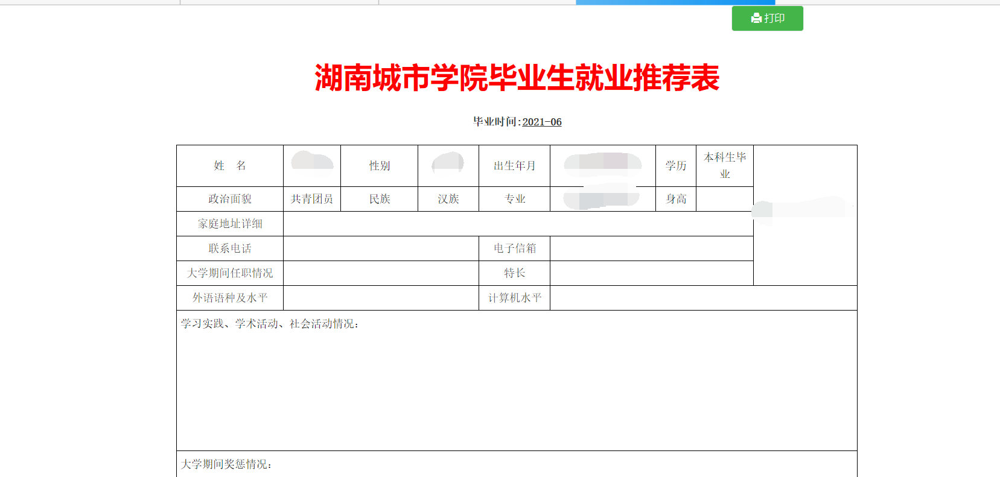 打印
湖南城市学院毕业生就业推荐表
毕业时间:2021-06
姓 名 性别 出生年月 学历 本科生毕业
政治面貌 共青团员 民族 汉族 专业 身高
家庭地址详细
联系电话 电子信箱
大学期间任职情况 特长
外语语种及水平 计算机水平
学习实践、学术活动、社会活动情况：
大学期间奖惩情况：